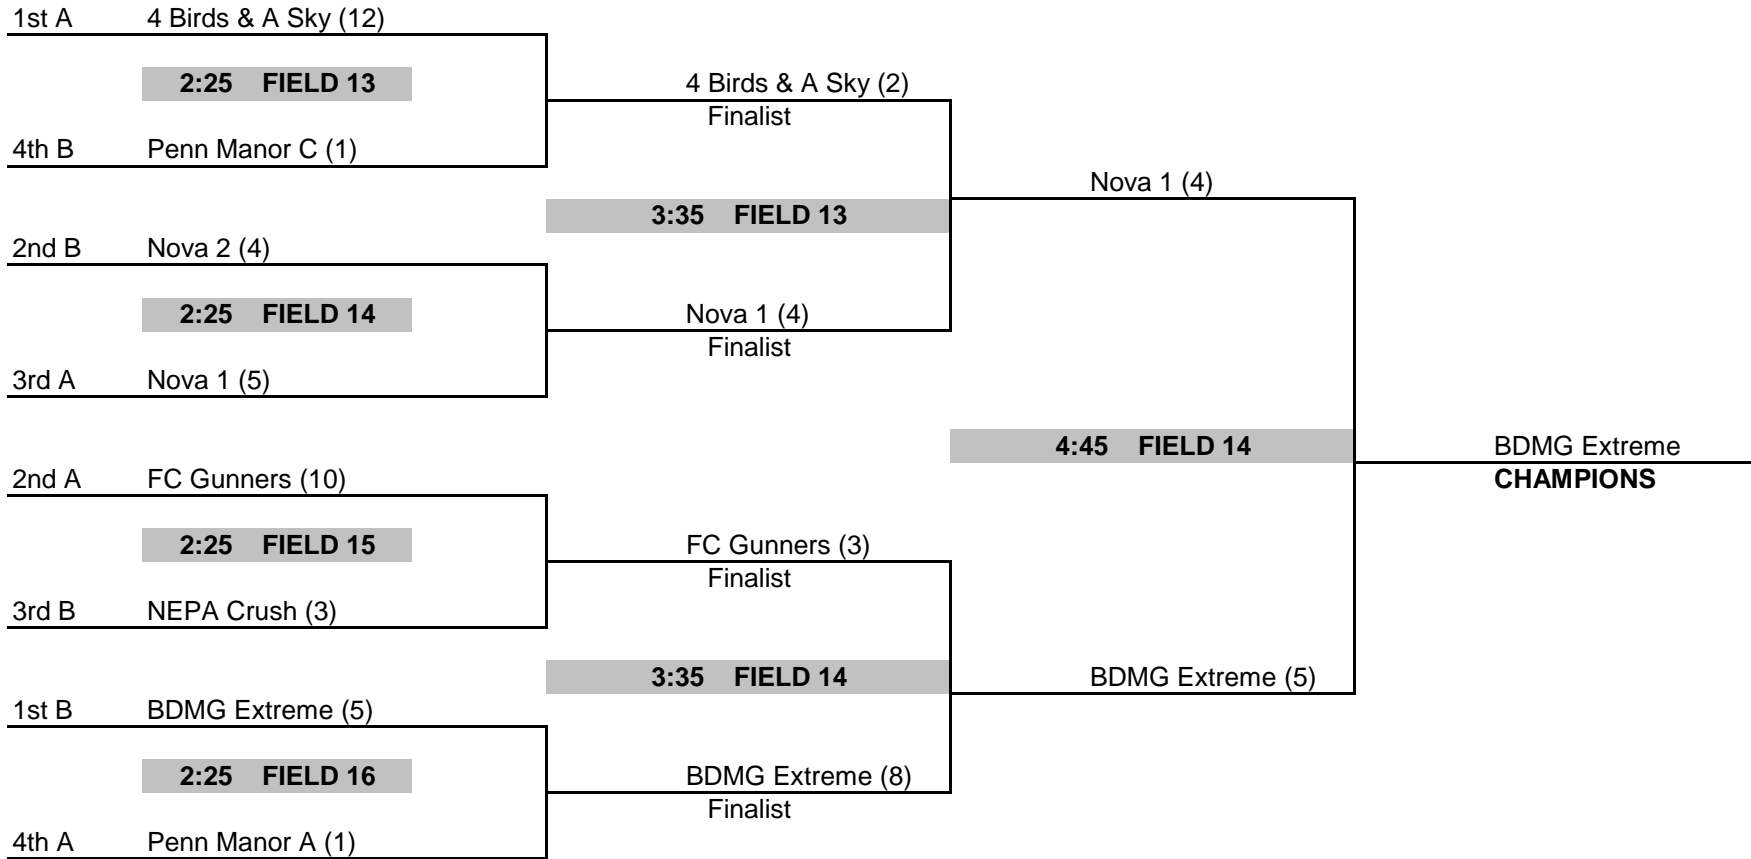 1st A 4 Birds & A Sky (12)
2:25 FIELD 13
4 Birds & A Sky (2)
Finalist
4th B Penn Manor C (1)
Nova 1 (4)
3:35 FIELD 13
2nd B Nova 2 (4)
2:25 FIELD 14
Nova 1 (4)
Finalist
3rd A Nova 1 (5)
4:45 FIELD 14
BDMG Extreme
CHAMPIONS
2nd A FC Gunners (10)
2:25 FIELD 15
FC Gunners (3)
Finalist
3rd B NEPA Crush (3)
3:35 FIELD 14
BDMG Extreme (5)
1st B BDMG Extreme (5)
2:25 FIELD 16
BDMG Extreme (8)
Finalist
4th A Penn Manor A (1)